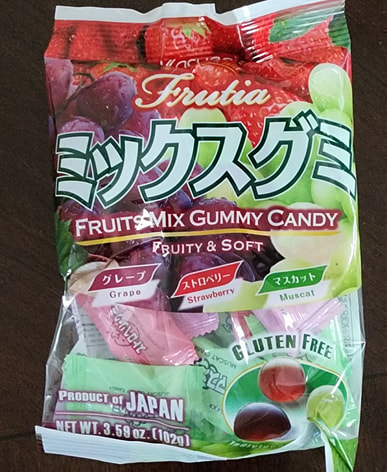 Frutia
ミックスグミ
FRUITS MIX GUMMY CANDY
FRUITY & SOFT
グレープ
Grape
ストロベリー
Strawberry
マスカット
Muscat
GLUTEN FREE
PRODUCT OF JAPAN
NET WT. 3.59 oz. (102g)